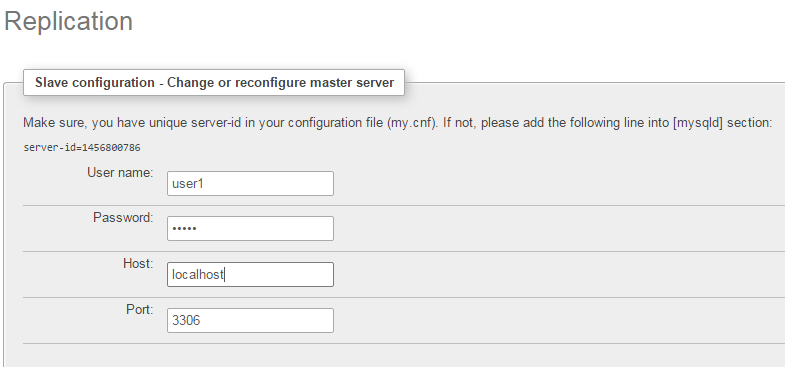 Replication
Slave configuration - Change or reconfigure master server
Make sure, you have unique server-id in your configuration file (my.cnf). If not, please add the following line into [mysqld] section:
server-id=1456800786
User name:
user1
Password:
•••••
Host:
localhost
Port:
3306